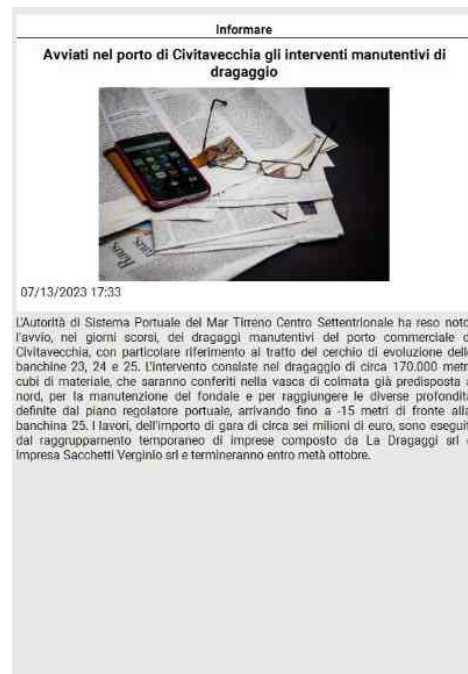 Informare
Avviati nel porto di Civitavecchia gli interventi manutentivi di
dragaggio
07/13/2023 17:33
L'Autorità di Sistema Portuale del Mar Tirreno Centro Settentrionale ha reso noto
l'avvio, nei giorni scorsi, dei dragaggi manutentivi del porto commerciale d
Civitavecchia, con particolare riferimento al tratto del cerchio di evoluzione delle
banchine 23, 24 e 25. L'intervento consiste nel dragaggio di circa 170.000 metri
cubi di materiale, che saranno conferiti nella vasca di colmata già predisposta a
nord, per la manutenzione del fondale e per raggiungere le diverse profondità
definite dal piano regolatore portuale, arrivando fino a -15 metri di fronte alla
banchina 25. I lavori, dell'importo di gara di circa sei milioni di euro, sono eseguit
dal raggruppamento temporaneo di imprese composto da La Dragaggi srl e
Impresa Sacchetti Verginio srl e termineranno entro metà ottobre.